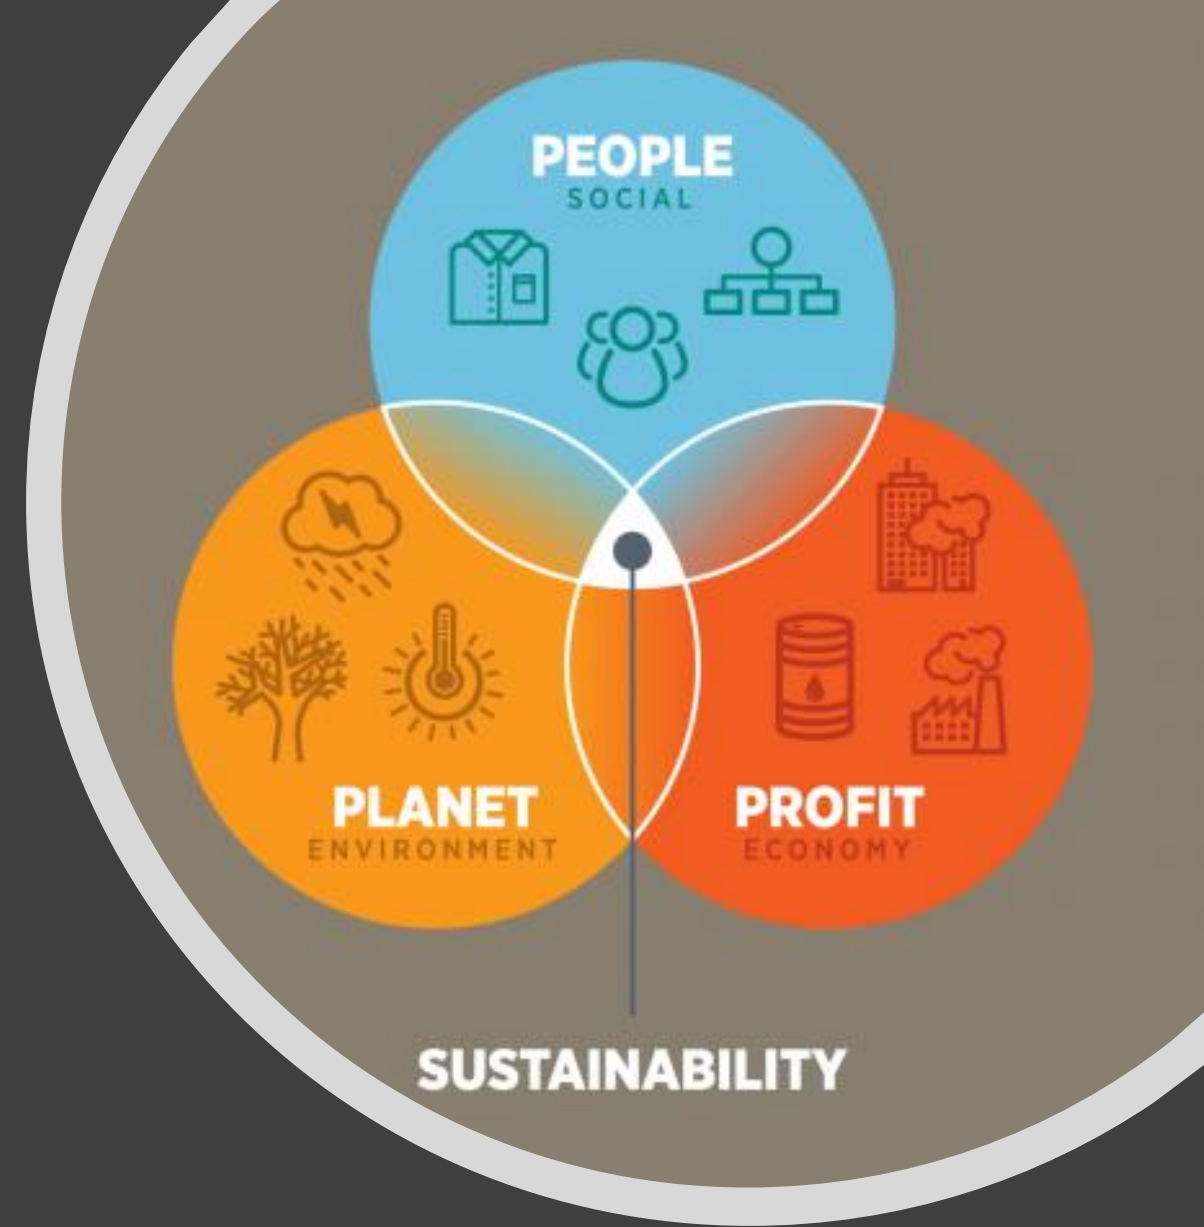 PEOPLE
SOCIAL
PLANET
ENVIRONMENT
PROFIT
ECONOMY
SUSTAINABILITY